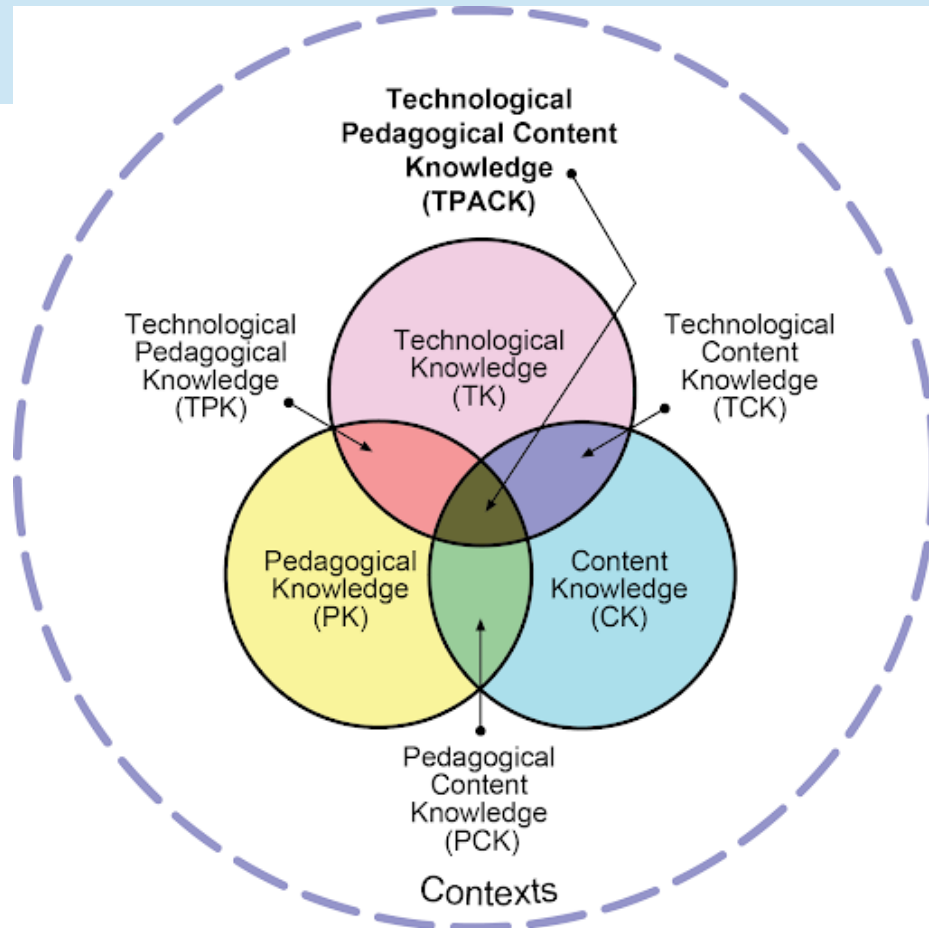 Technological
Pedagogical Content
Knowledge
(TPACK)
Technological
Pedagogical
Knowledge
(TPK)
Technological
Knowledge
(TK)
Technological
Content
Knowledge
(TCK)
Pedagogical
Knowledge
(PK)
Content
Knowledge
(CK)
Pedagogical
Content
Knowledge
(PCK)
Contexts